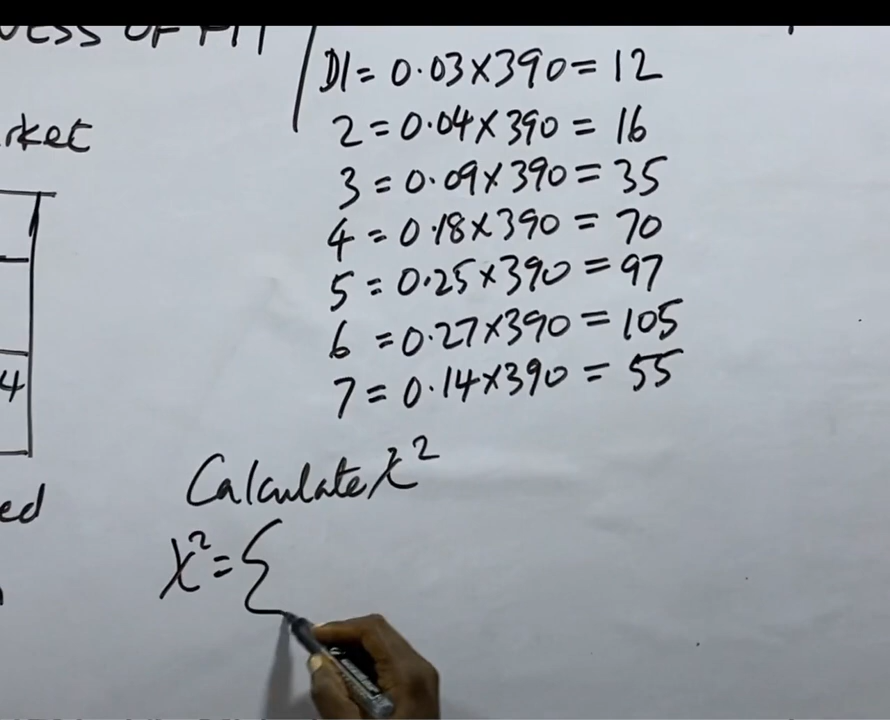 OF FIT
D1 = 0.03 × 390 = 12
2 = 0.04 × 390 = 16
rket
3 = 0.09 × 390 = 35
4 = 0.18 × 390 = 70
5 = 0.25 × 390 = 97
6 = 0.27 × 390 = 105
4
7 = 0.14 × 390 = 55
Calculate χ²
ed
χ² = Σ